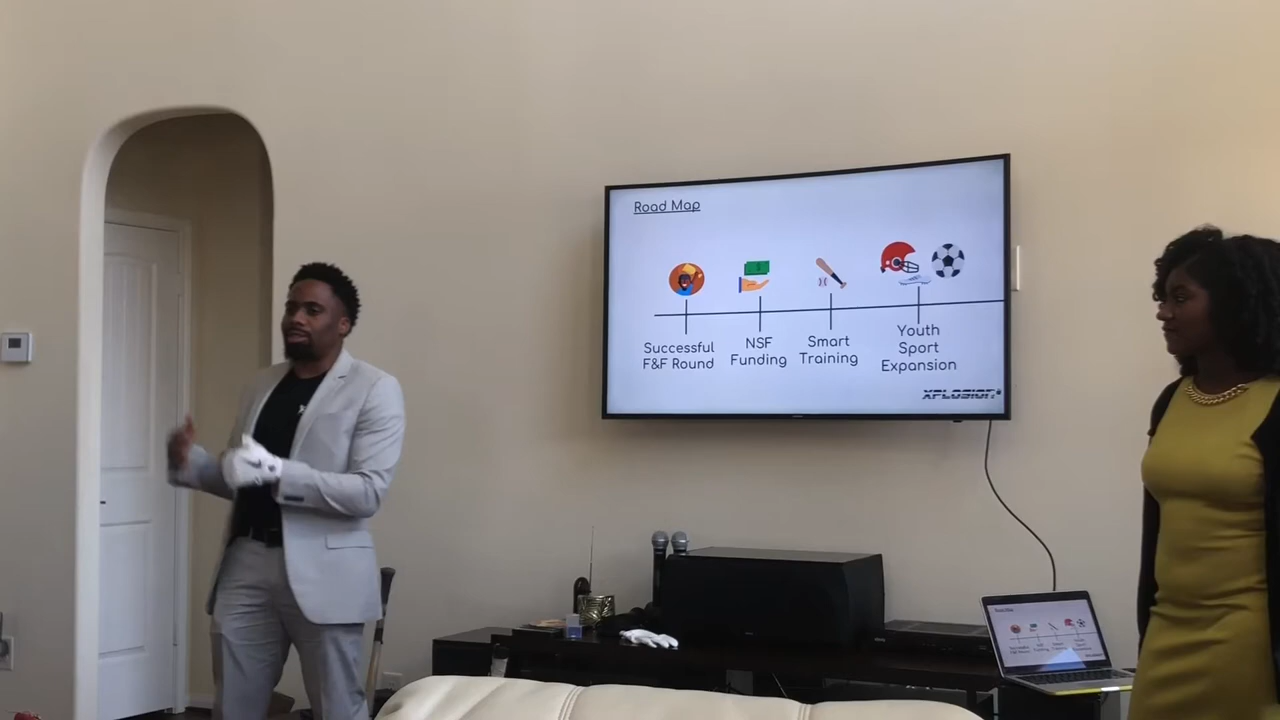 Road Map
Successful
F&F Round
NSF
Funding
Smart
Training
Youth
Sport
Expansion
XPLOSION